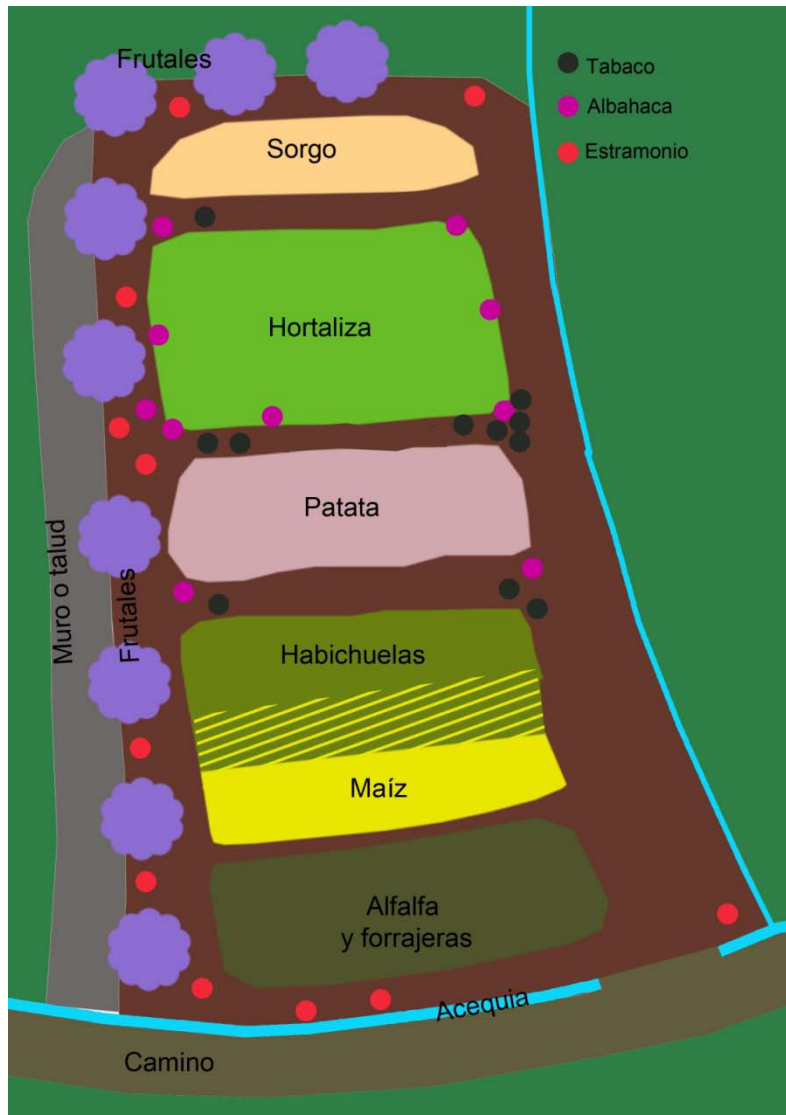 Frutales
Tabaco
Albahaca
Estramonio
Sorgo
Hortaliza
Patata
Muro o talud
Frutales
Habichuelas
Maíz
Alfalfa
y forrajeras
Acequia
Camino